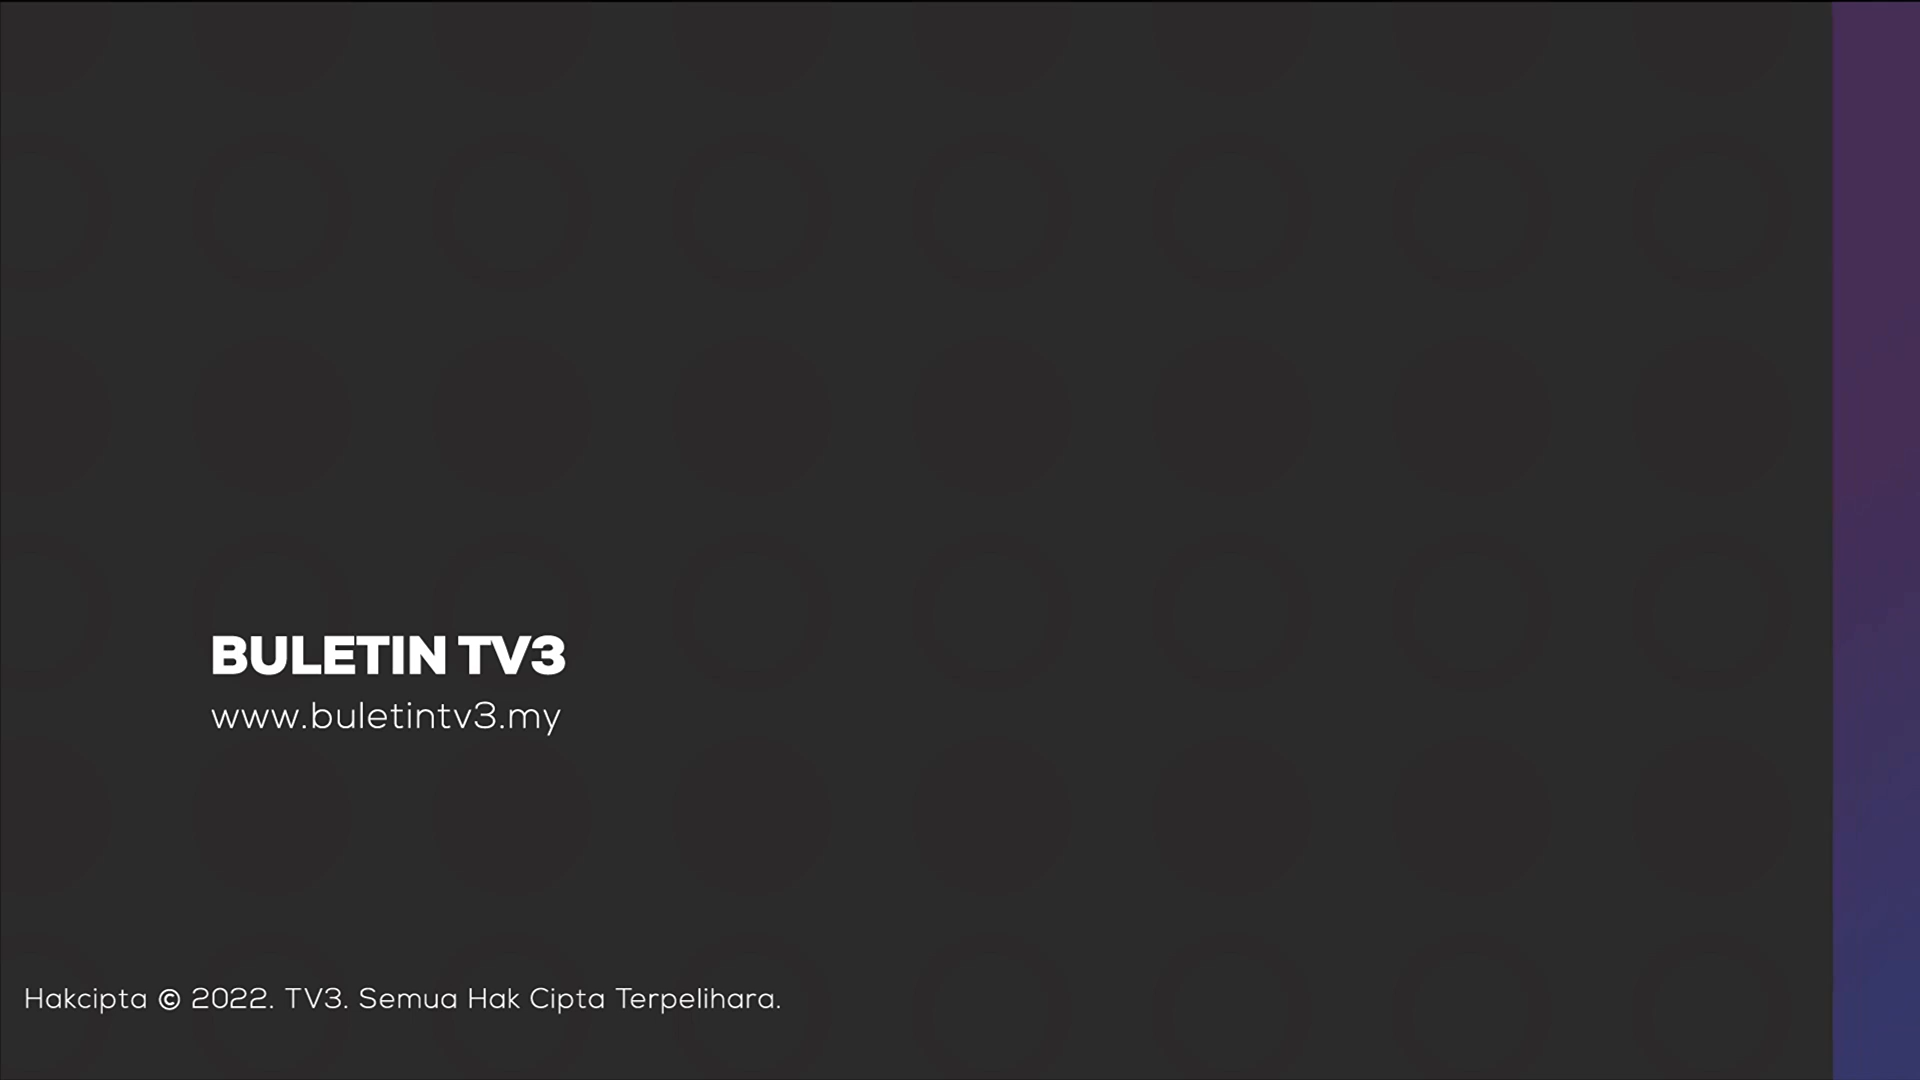 BULETIN TV3
www.buletintv3.my
Hakcipta © 2022. TV3. Semua Hak Cipta Terpelihara.